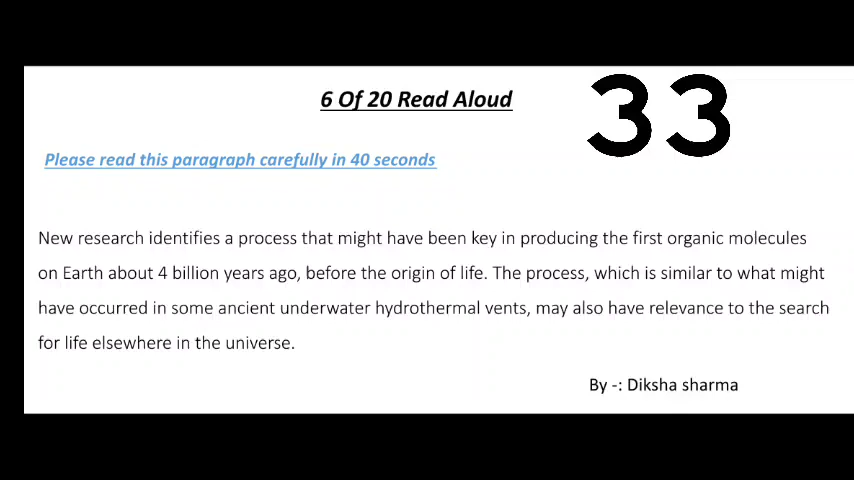 6 Of 20 Read Aloud
33
Please read this paragraph carefully in 40 seconds
New research identifies a process that might have been key in producing the first organic molecules
on Earth about 4 billion years ago, before the origin of life. The process, which is similar to what might
have occurred in some ancient underwater hydrothermal vents, may also have relevance to the search
for life elsewhere in the universe.
By -: Diksha sharma